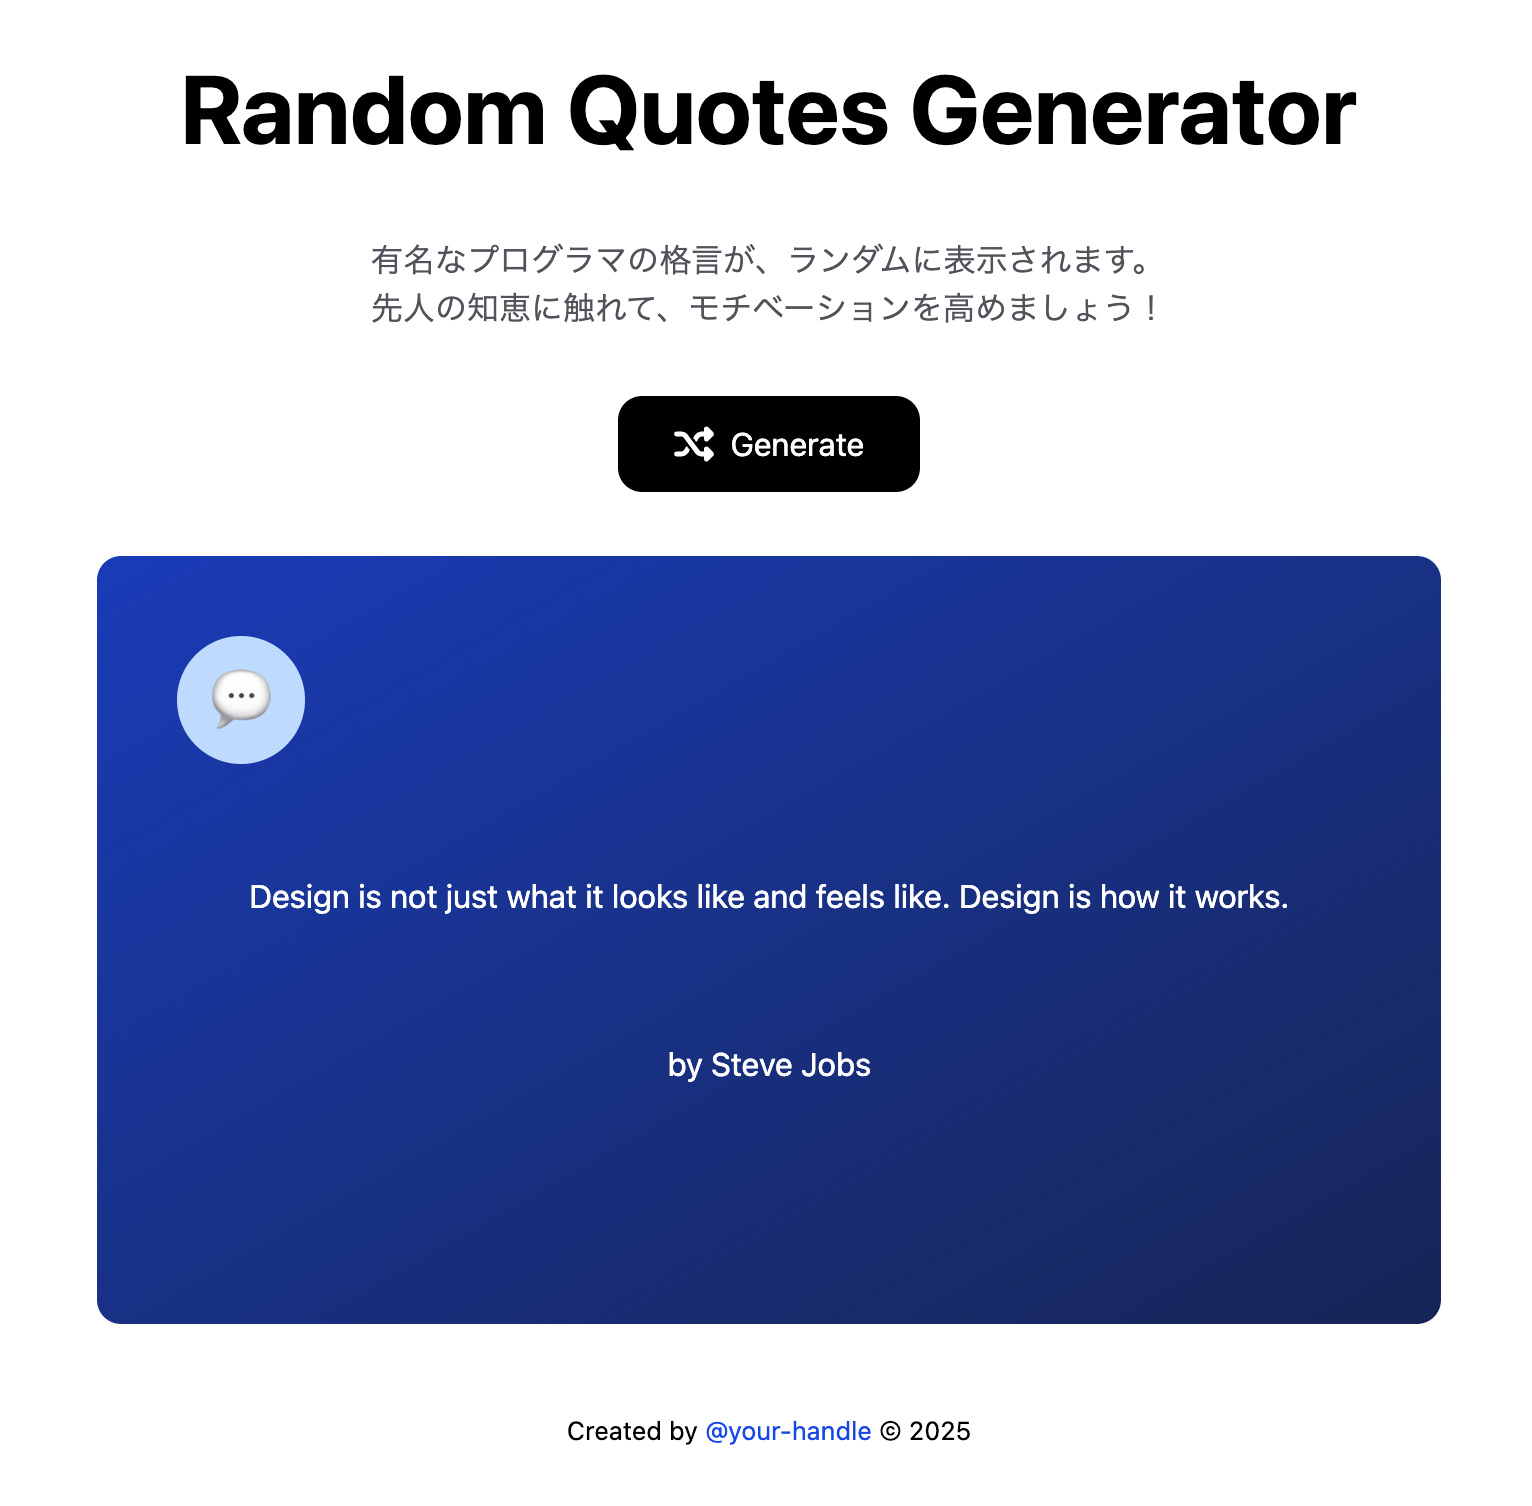 Random Quotes Generator
有名なプログラマの格言が、ランダムに表示されます。
先人の知恵に触れて、モチベーションを高めましょう！
Generate
Design is not just what it looks like and feels like. Design is how it works.
by Steve Jobs
Created by @your-handle © 2025